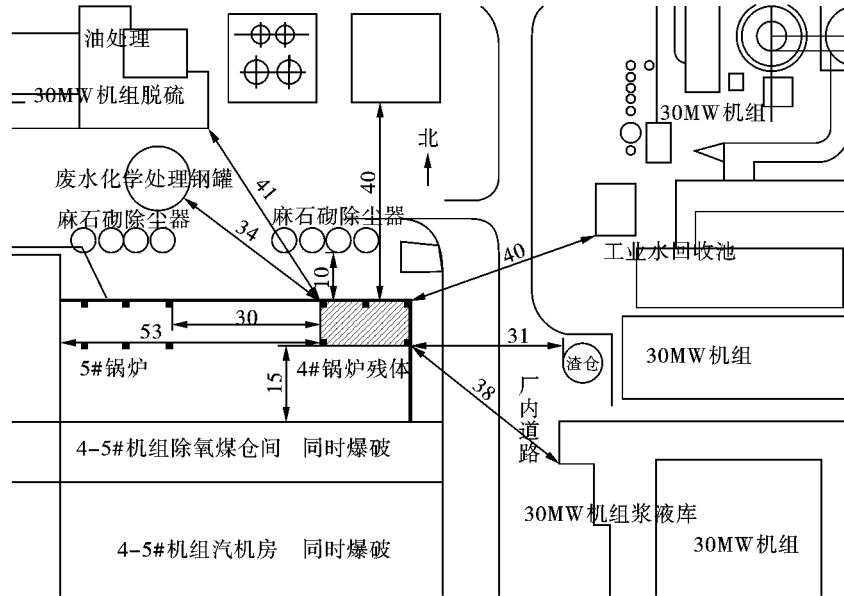 油处理
30MW机组脱硫
30MW机组
北
废水化学处理钢罐
41
40
麻石砌除尘器
麻石砌除尘器
34
10
40
工业水回收池
53
30
31
5#锅炉
4#锅炉残体
渣仓
30MW机组
15
38
厂内道路
4-5#机组除氧煤仓间 同时爆破
30MW机组浆液库
4-5#机组汽机房 同时爆破
30MW机组